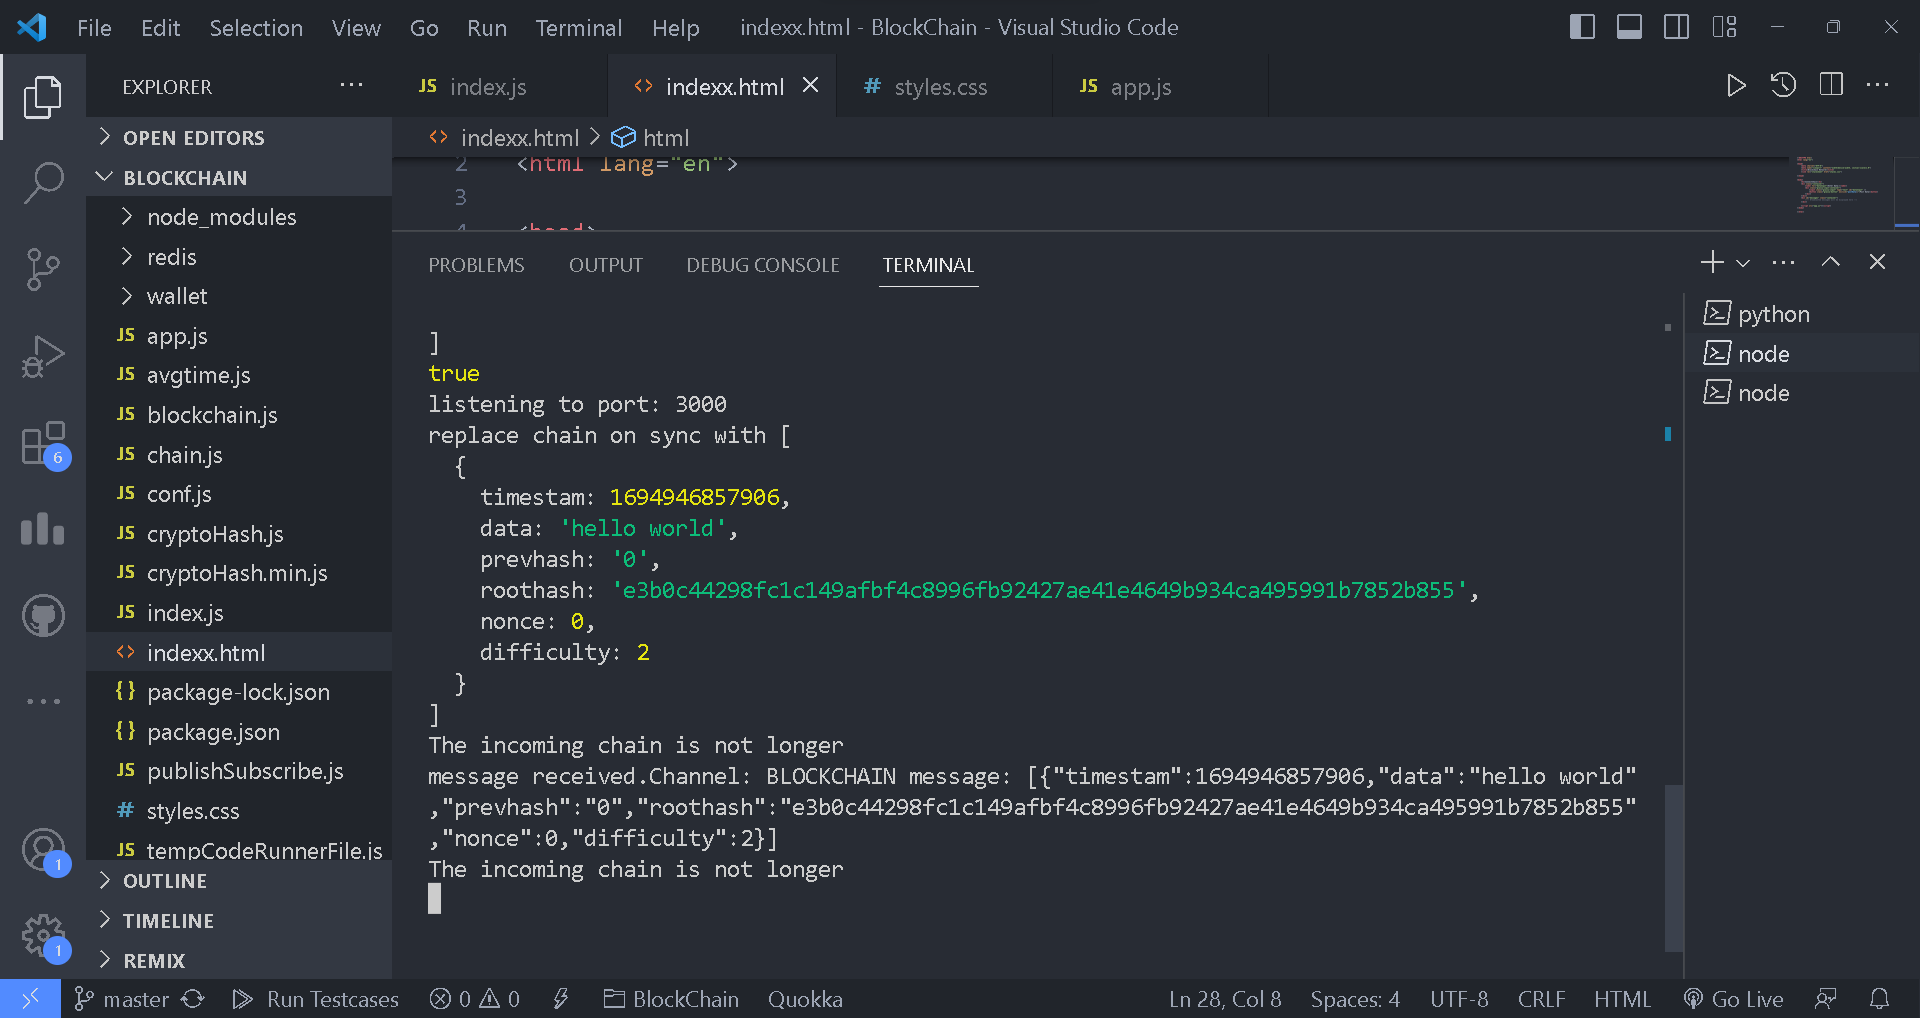 File Edit Selection View Go Run Terminal Help indexx.html - BlockChain - Visual Studio Code
EXPLORER
JS index.js
<> indexx.html
# styles.css
JS app.js
OPEN EDITORS
BLOCKCHAIN
node_modules
redis
wallet
JS app.js
JS avgtime.js
JS blockchain.js
JS chain.js
JS conf.js
JS cryptoHash.js
JS cryptoHash.min.js
JS index.js
<> indexx.html
{} package-lock.json
{} package.json
JS publishSubscribe.js
# styles.css
JS tempCodeRunnerFile.js
OUTLINE
TIMELINE
REMIX
6
1
1
<> indexx.html > html
2 <html lang="en">
3
4 <head>
PROBLEMS OUTPUT DEBUG CONSOLE TERMINAL
]
true
listening to port: 3000
replace chain on sync with [
{
timestam: 1694946857906,
data: 'hello world',
prevhash: '0',
roothash: 'e3b0c44298fc1c149afbf4c8996fb92427ae41e4649b934ca495991b7852b855',
nonce: 0,
difficulty: 2
}
]
The incoming chain is not longer
message received.Channel: BLOCKCHAIN message: [{"timestam":1694946857906,"data":"hello world"
,"prevhash":"0","roothash":"e3b0c44298fc1c149afbf4c8996fb92427ae41e4649b934ca495991b7852b855"
,"nonce":0,"difficulty":2}]
The incoming chain is not longer
python
node
node
master Run Testcases 0 0 BlockChain Quokka Ln 28, Col 8 Spaces: 4 UTF-8 CRLF HTML Go Live